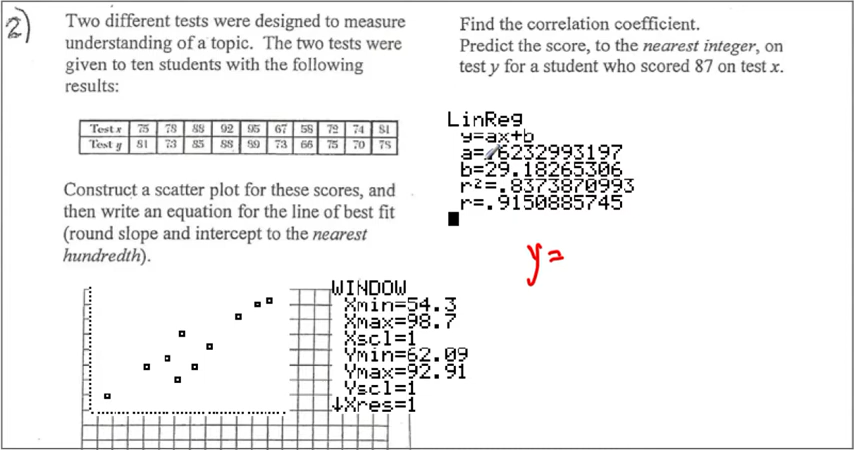 2)
Two different tests were designed to measure
understanding of a topic. The two tests were
given to ten students with the following
results:
Test x 75 78 88 92 95 67 58 72 74 81
Test y 81 73 85 88 89 73 66 75 70 78
Construct a scatter plot for these scores, and
then write an equation for the line of best fit
(round slope and intercept to the nearest
hundredth).
WINDOW
Xmin=54.3
Xmax=98.7
Xscl=1
Ymin=62.09
Ymax=92.91
Yscl=1
↓Xres=1
Find the correlation coefficient.
Predict the score, to the nearest integer, on
test y for a student who scored 87 on test x.
LinReg
y=ax+b
a=.76232993197
b=29.18265306
r²=.8373870993
r=.9150885745
y=